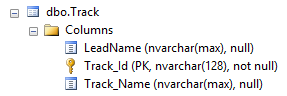 dbo.Track
Columns
LeadName (nvarchar(max), null)
Track_Id (PK, nvarchar(128), not null)
Track_Name (nvarchar(max), null)